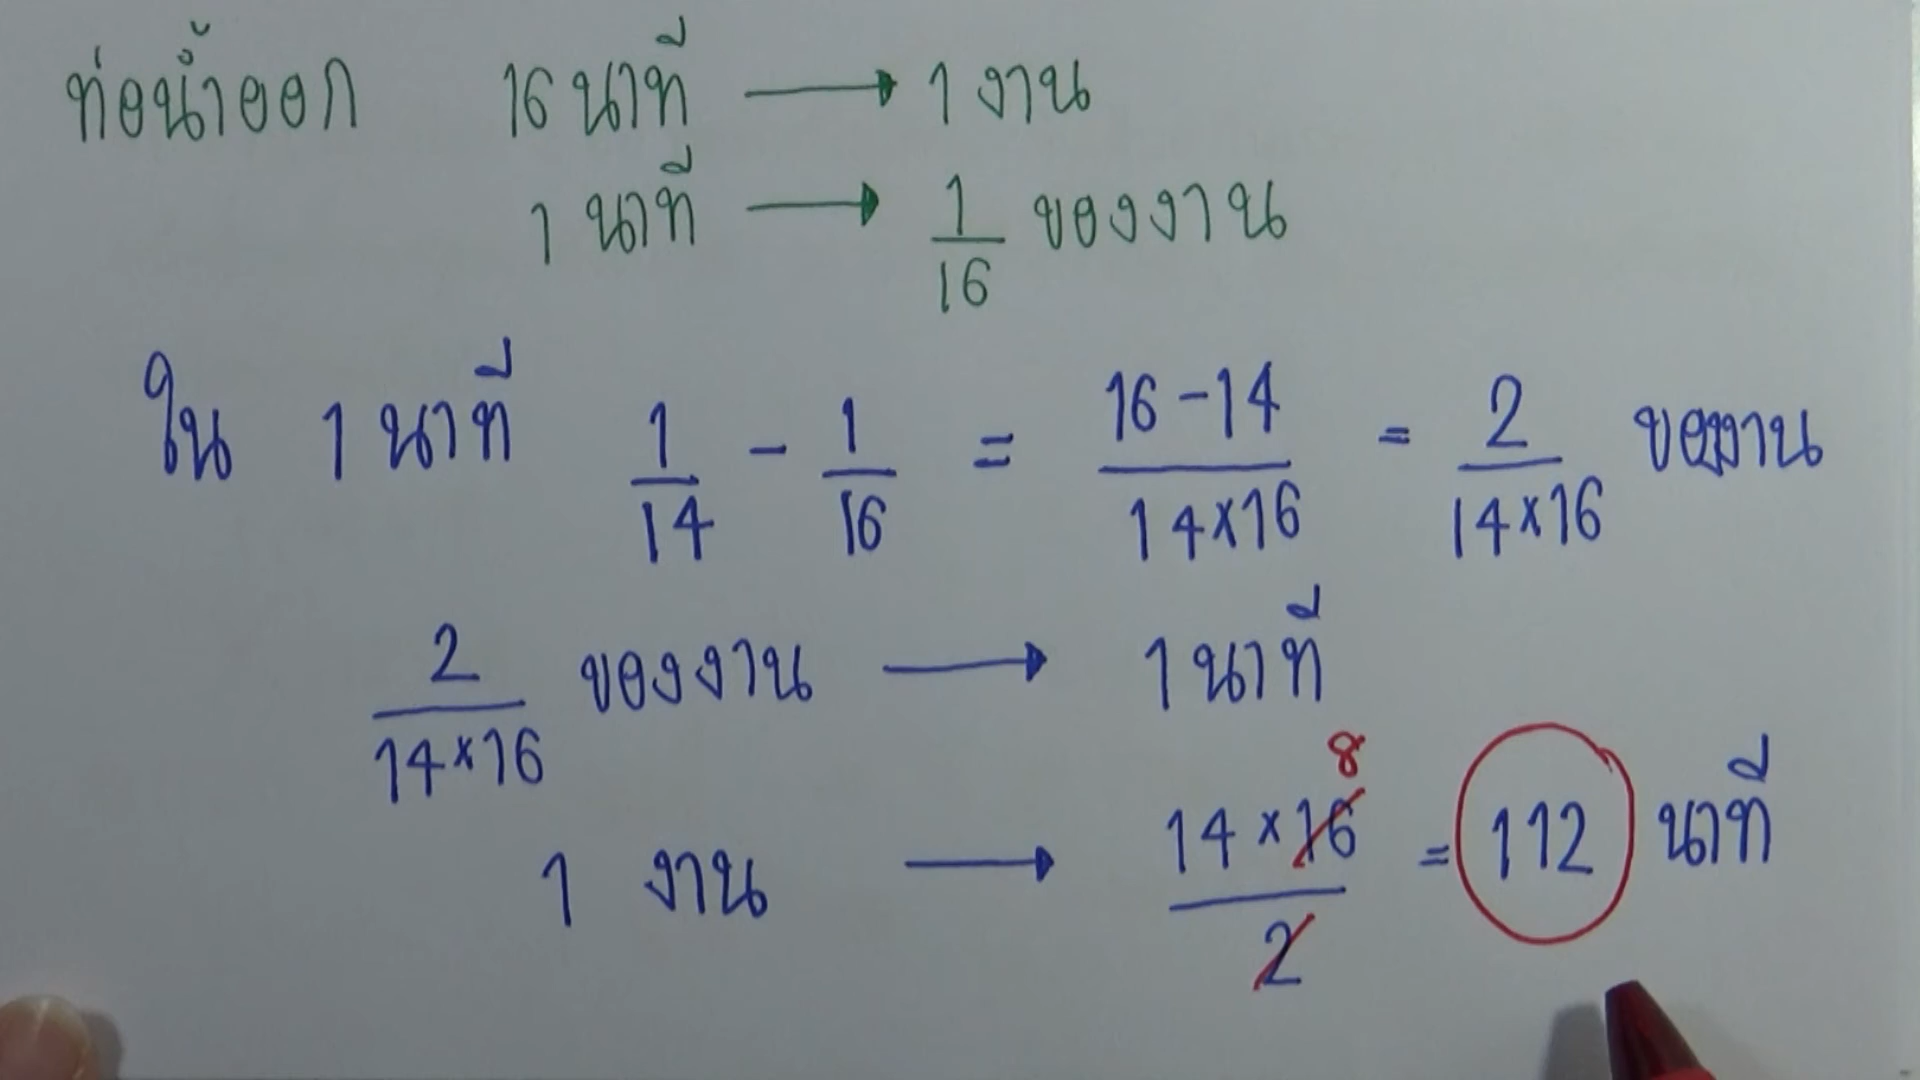 ท่อน้ำออก 16 นาที → 1 งาน
1 นาที → 1/16 ของงาน
ใน 1 นาที 1/14 - 1/16 = (16-14)/(14×16) = 2/(14×16) ของงาน
2/(14×16) ของงาน → 1 นาที
8
1 งาน → (14×16)/2 = 112 นาที